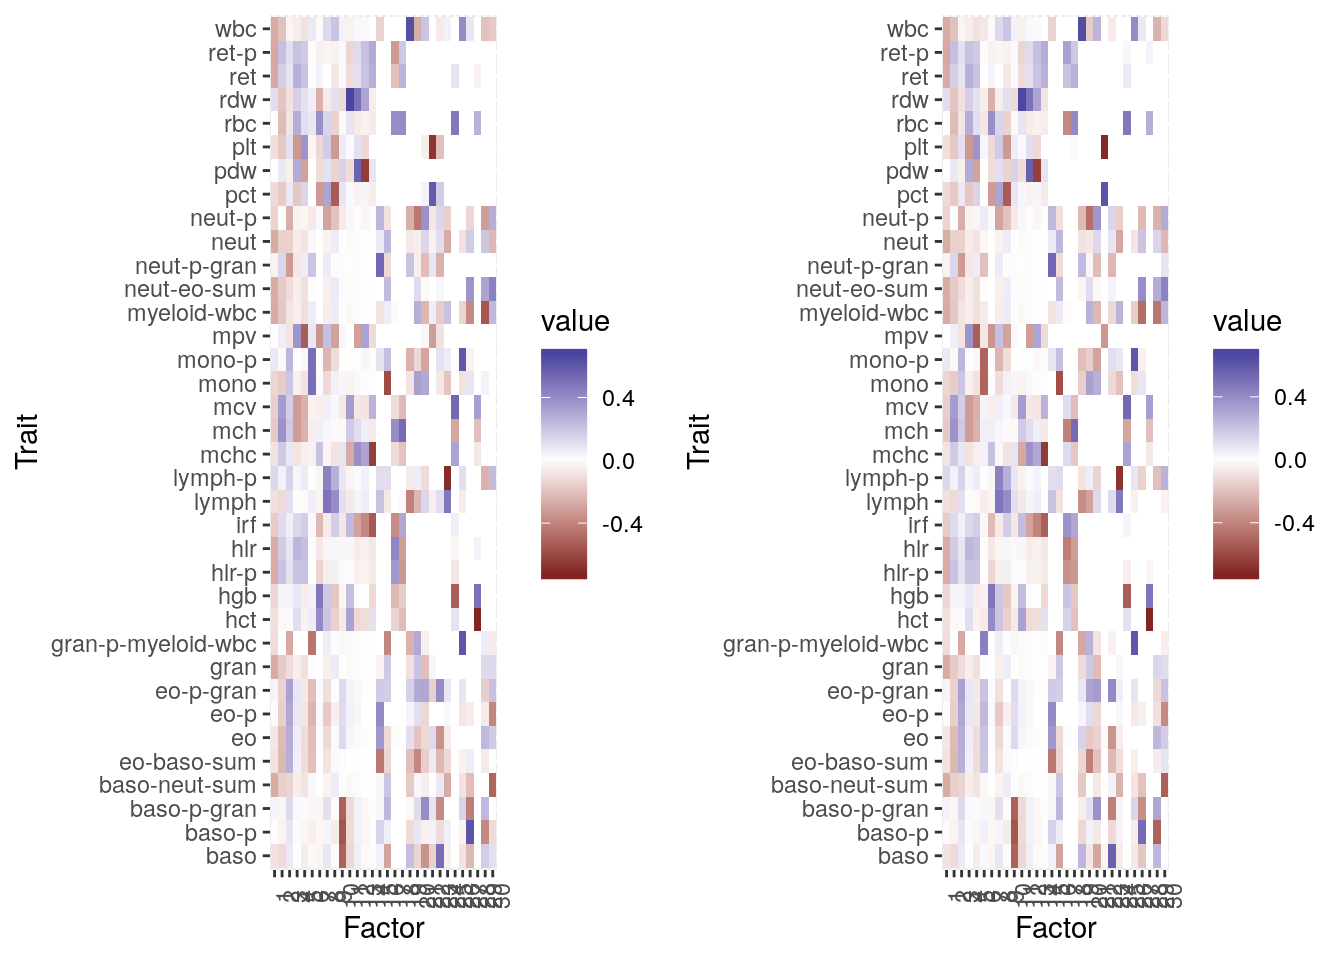 wbc
ret-p
ret
rdw
rbc
plt
pdw
pct
neut-p
neut
neut-p-gran
neut-eo-sum
myeloid-wbc
mpv
mono-p
mono
mcv
mch
mchc
lymph-p
lymph
irf
hlr
hlr-p
hgb
hct
gran-p-myeloid-wbc
gran
eo-p-gran
eo-p
eo
eo-baso-sum
baso-neut-sum
baso-p-gran
baso-p
baso
Trait
Factor
value
0.4
0.0
-0.4
wbc
ret-p
ret
rdw
rbc
plt
pdw
pct
neut-p
neut
neut-p-gran
neut-eo-sum
myeloid-wbc
mpv
mono-p
mono
mcv
mch
mchc
lymph-p
lymph
irf
hlr
hlr-p
hgb
hct
gran-p-myeloid-wbc
gran
eo-p-gran
eo-p
eo
eo-baso-sum
baso-neut-sum
baso-p-gran
baso-p
baso
Trait
Factor
value
0.4
0.0
-0.4